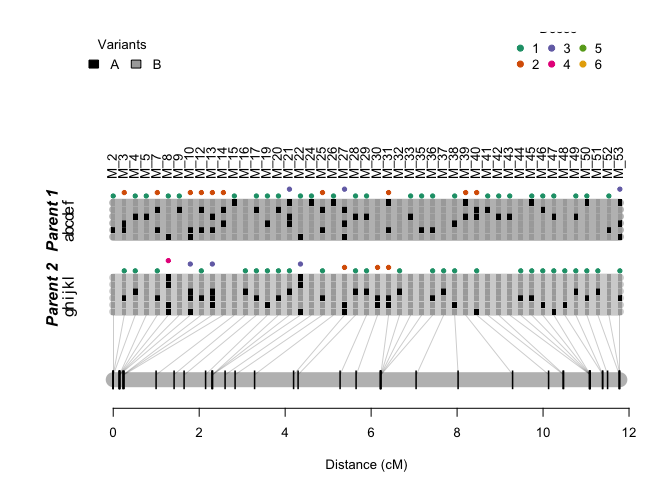 Variants
A B
1 3 5
2 4 6
M_2 M_3 M_4 M_5 M_7 M_8 M_9 M_10 M_12 M_13 M_14 M_15 M_16 M_17 M_19 M_20 M_21 M_22 M_24 M_25 M_26 M_27 M_28 M_29 M_30 M_31 M_32 M_33 M_35 M_36 M_37 M_38 M_39 M_40 M_41 M_42 M_43 M_44 M_45 M_46 M_47 M_48 M_49 M_50 M_51 M_52 M_53
Parent 1
abcdef
Parent 2
ghijkl
0 2 4 6 8 10 12
Distance (cM)